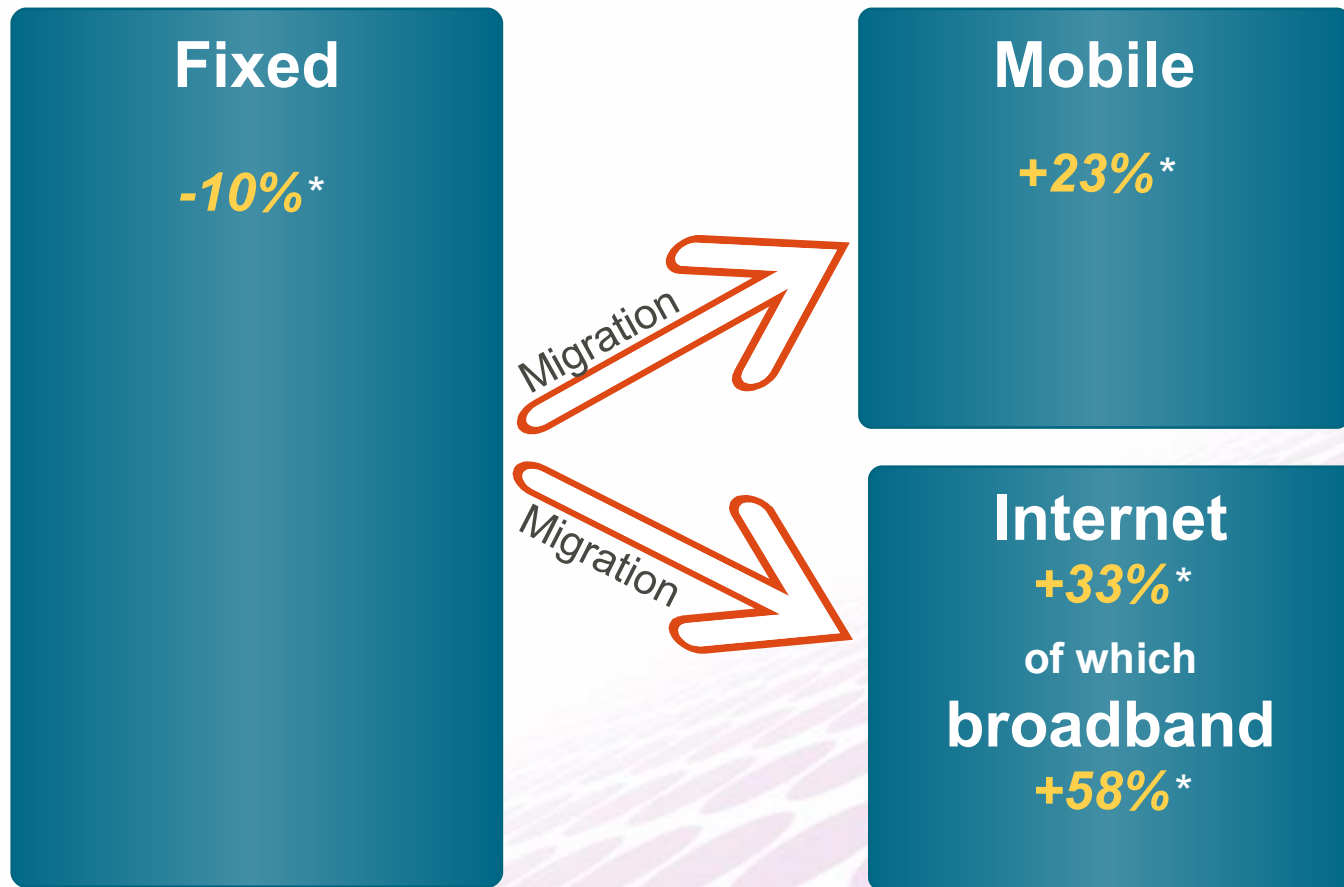 Fixed
-10%*
Migration
Migration
Mobile
+23%*
Internet
+33%*
of which
broadband
+58%*